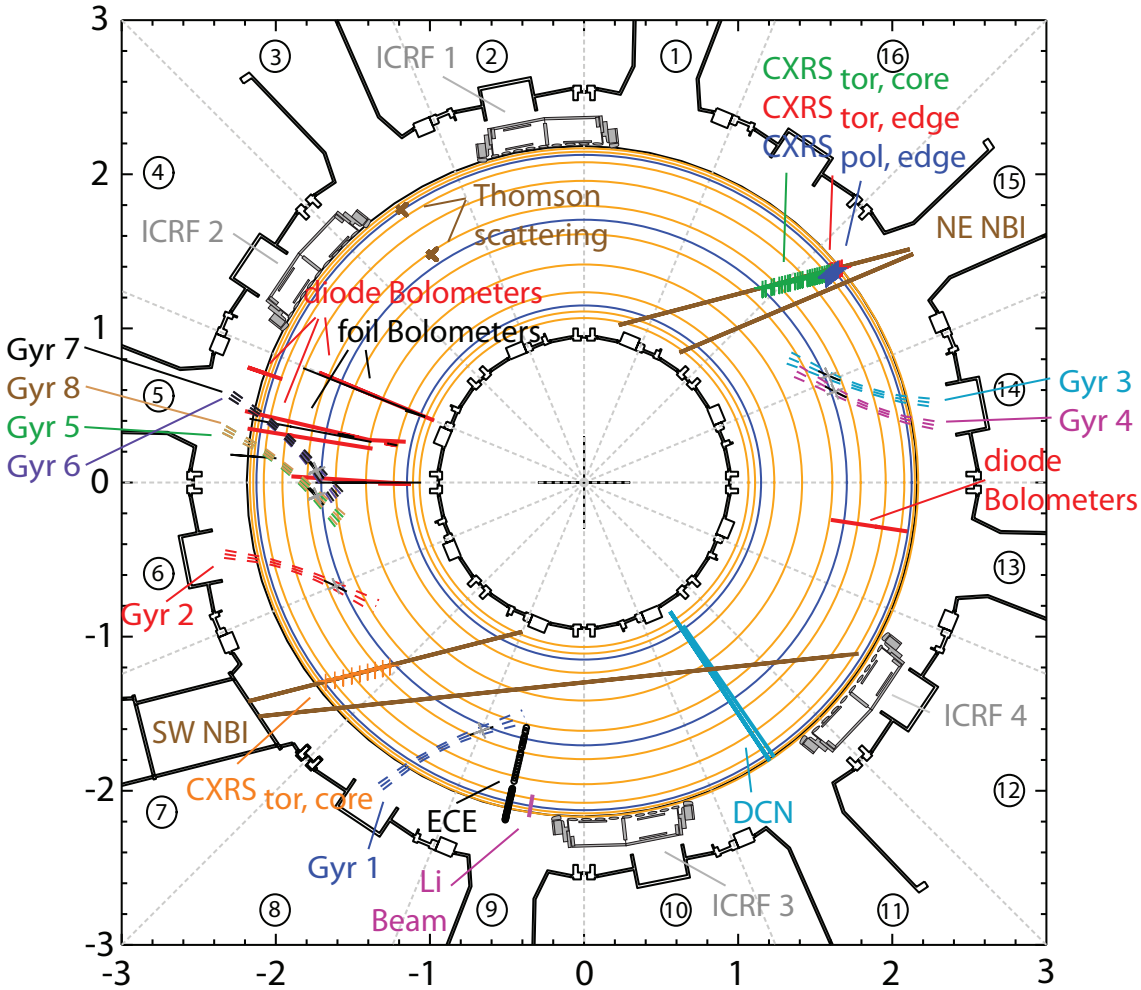 3
2
1
0
-1
-2
-3
-3
-2
-1
0
1
2
3
1
2
3
4
5
6
7
8
9
10
11
12
13
14
15
16
ICRF 1
CXRS tor, core
CXRS tor, edge
CXRS pol, edge
Thomson
scattering
ICRF 2
NE NBI
diode Bolometers
foil Bolometers
Gyr 7
Gyr 8
Gyr 5
Gyr 6
Gyr 3
Gyr 4
diode
Bolometers
Gyr 2
SW NBI
ICRF 4
CXRS tor, core
ECE
DCN
Gyr 1
Li
Beam
ICRF 3